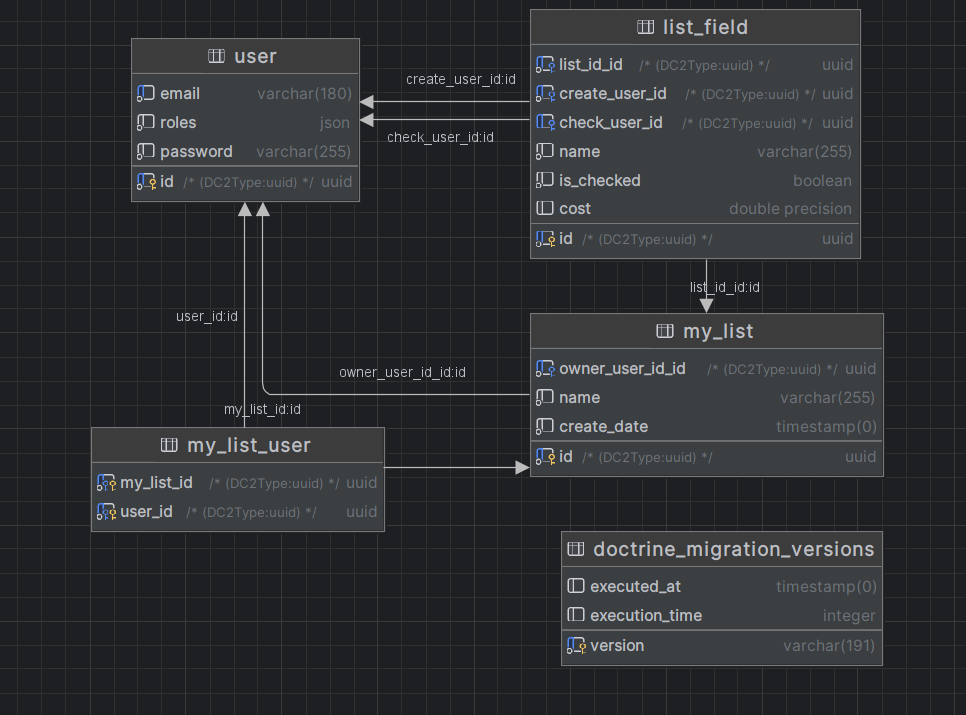 list_field
user
list_id_id /* (DC2Type:uuid) */ uuid
create_user_id:id
email varchar(180)
create_user_id /* (DC2Type:uuid) */ uuid
roles json
check_user_id /* (DC2Type:uuid) */ uuid
check_user_id:id
password varchar(255)
name varchar(255)
id /* (DC2Type:uuid) */ uuid
is_checked boolean
cost double precision
id /* (DC2Type:uuid) */ uuid
list_id_id:id
user_id:id
my_list
owner_user_id_id:id
owner_user_id_id /* (DC2Type:uuid) */ uuid
name varchar(255)
my_list_id:id
create_date timestamp(0)
my_list_user
id /* (DC2Type:uuid) */ uuid
my_list_id /* (DC2Type:uuid) */ uuid
user_id /* (DC2Type:uuid) */ uuid
doctrine_migration_versions
executed_at timestamp(0)
execution_time integer
version varchar(191)